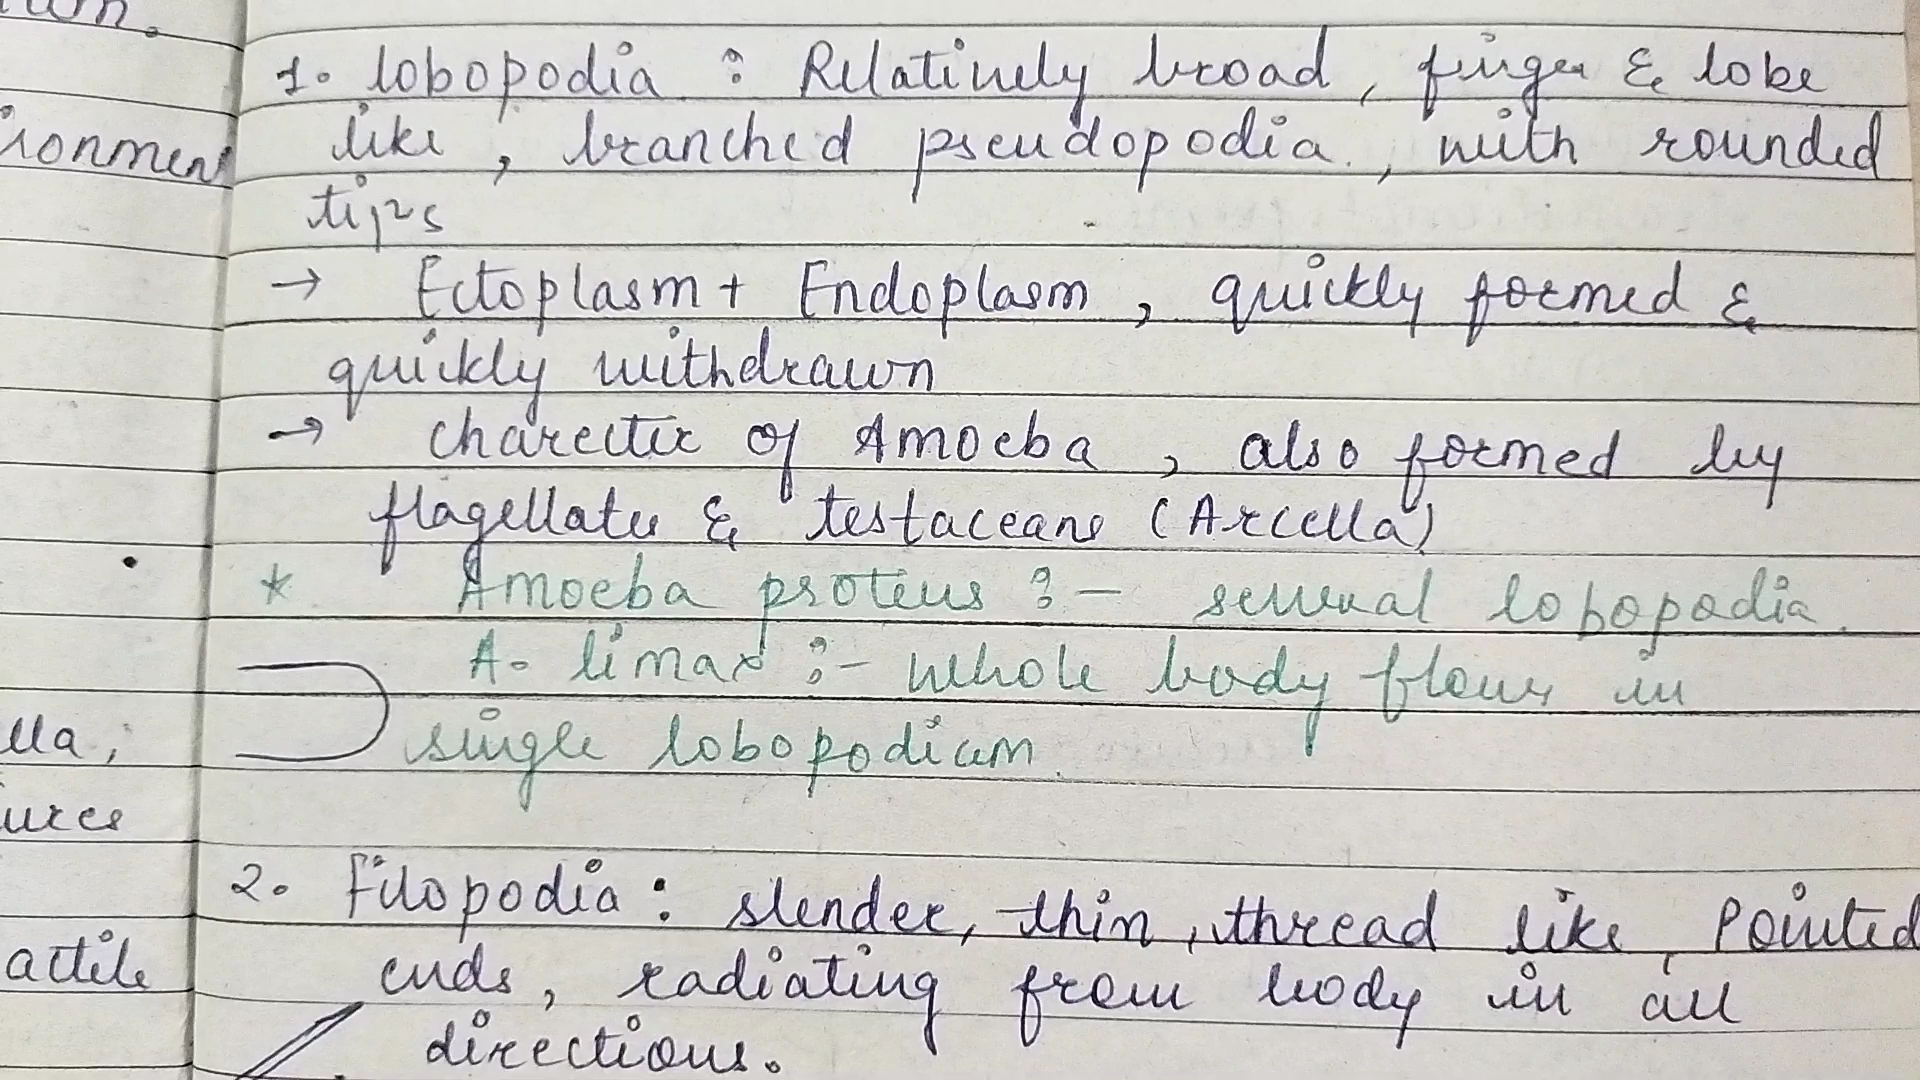 1. lobopodia : Relatively broad, finger & lobe
like, branched pseudopodia, with rounded
tips
→ Ectoplasm + Endoplasm, quickly formed &
quickly withdrawn
→ charectic of Amoeba, also formed by
flagellates & testaceans (Arcella)
* Amoeba proteus :- several lobopodia.
A. limax :- whole body flows in
single lobopodium.
2. Filopodia : slender, thin, thread like, Pointed
ends, radiating from body in all
directions.